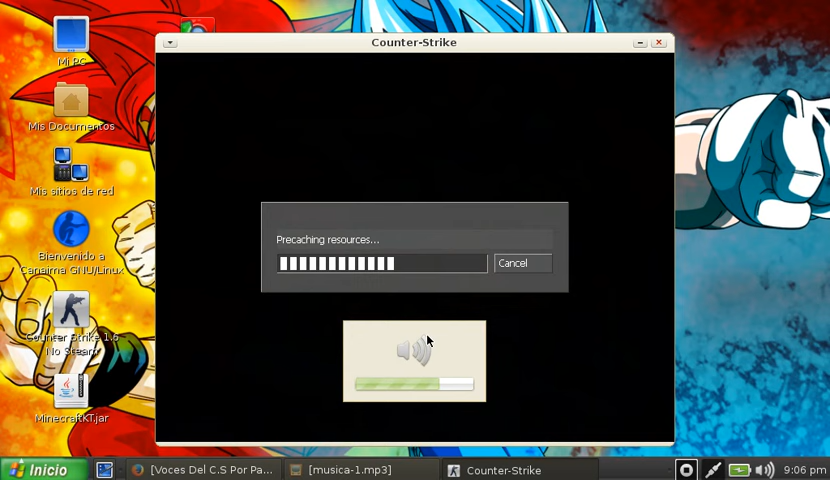 Counter-Strike
Mi PC
Mis Documentos
Mis sitios de red
Bienvenido a
Canaima GNU/Linux
Counter Strike 1.6
No Steam
MinecraftKT.jar
Precaching resources...
Cancel
Inicio
[Voces Del C.S Por Pa...
[musica-1.mp3]
Counter-Strike
9:06 pm